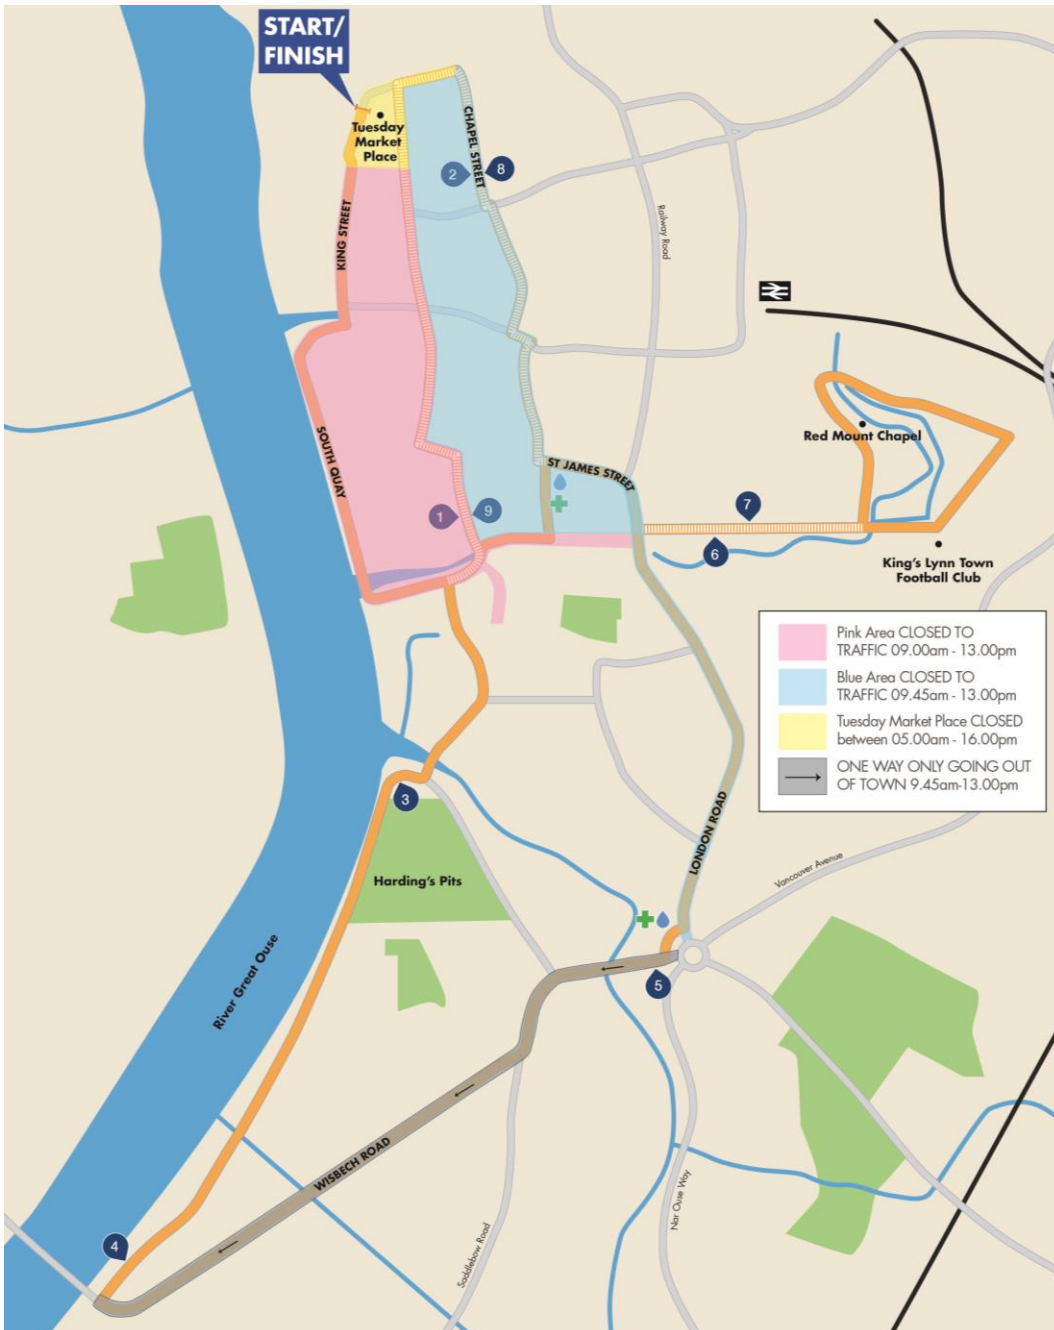 START/
FINISH
Tuesday
Market
Place
CHAPEL STREET
2
8
KING STREET
Railway Road
SOUTH QUAY
Red Mount Chapel
ST JAMES STREET
1
9
7
6
King's Lynn Town
Football Club
Pink Area CLOSED TO
TRAFFIC 09.00am - 13.00pm
Blue Area CLOSED TO
TRAFFIC 09.45am - 13.00pm
Tuesday Market Place CLOSED
between 05.00am - 16.00pm
ONE WAY ONLY GOING OUT
OF TOWN 9.45am-13.00pm
3
LONDON ROAD
Vancouver Avenue
Harding's Pits
River Great Ouse
5
WISBECH ROAD
Nar Ouse Way
4
Saddlebow Road